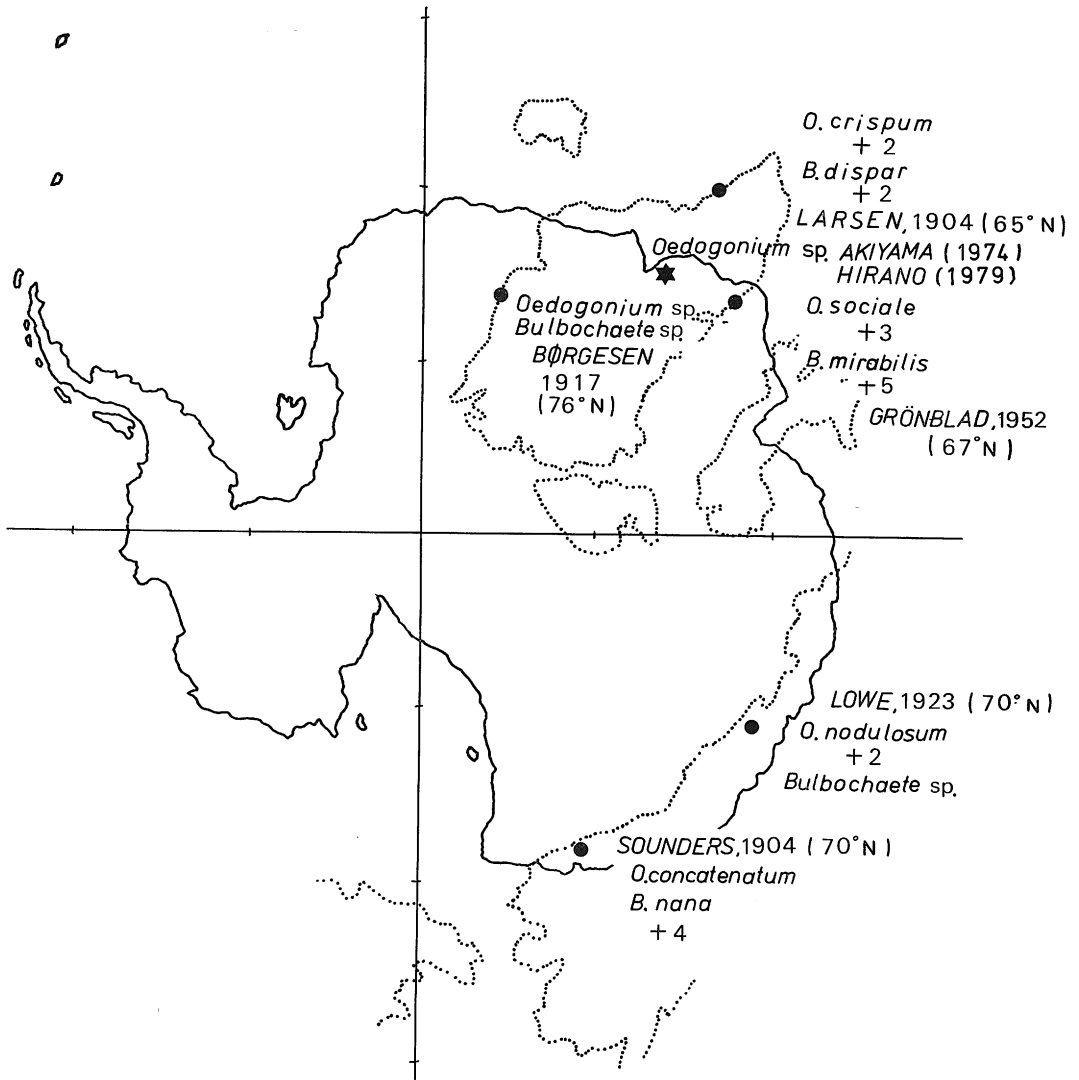 O. crispum
+ 2
B. dispar
+ 2
LARSEN, 1904 (65°N)
Oedogonium sp. AKIYAMA (1974)
HIRANO (1979)
Oedogonium sp.
Bulbochaete sp.
BØRGESEN
1917
(76°N)
O. sociale
+3
B. mirabilis
+5
GRÖNBLAD, 1952
(67°N)
LOWE, 1923 (70°N)
O. nodulosum
+2
Bulbochaete sp.
SOUNDERS, 1904 (70°N)
O. concatenatum
B. nana
+4